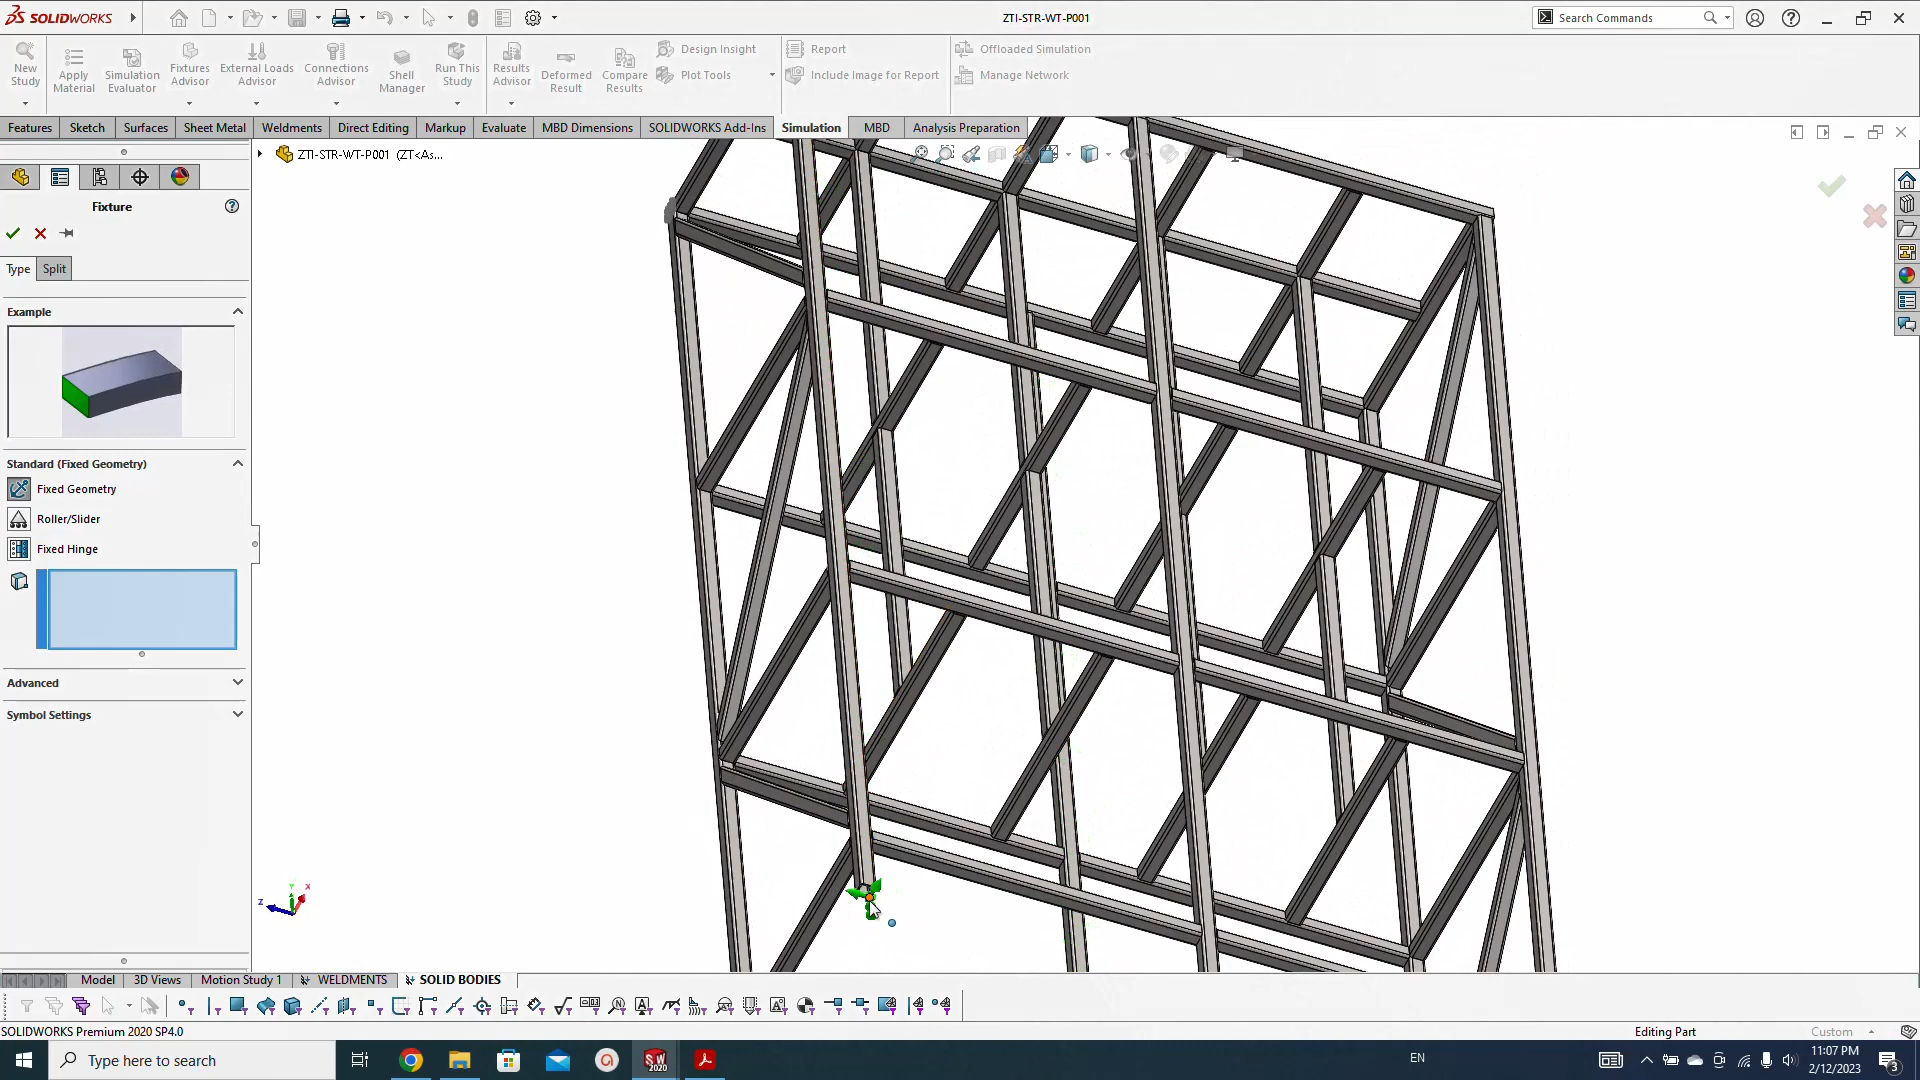 SOLIDWORKS
ZTI-STR-WT-P001
Search Commands
New Study
Apply Material
Simulation Evaluator
Fixtures Advisor
External Loads Advisor
Connections Advisor
Shell Manager
Run This Study
Results Advisor
Deformed Result
Compare Results
Design Insight
Plot Tools
Report
Include Image for Report
Offloaded Simulation
Manage Network
Features
Sketch
Surfaces
Sheet Metal
Weldments
Direct Editing
Markup
Evaluate
MBD Dimensions
SOLIDWORKS Add-Ins
Simulation
MBD
Analysis Preparation
ZTI-STR-WT-P001 (ZT<As...
Fixture
Type
Split
Example
Standard (Fixed Geometry)
Fixed Geometry
Roller/Slider
Fixed Hinge
Advanced
Symbol Settings
Y
X
Z
Model
3D Views
Motion Study 1
WELDMENTS
SOLID BODIES
SOLIDWORKS Premium 2020 SP4.0
Editing Part
Custom
Type here to search
SW
2020
EN
11:07 PM
2/12/2023
3